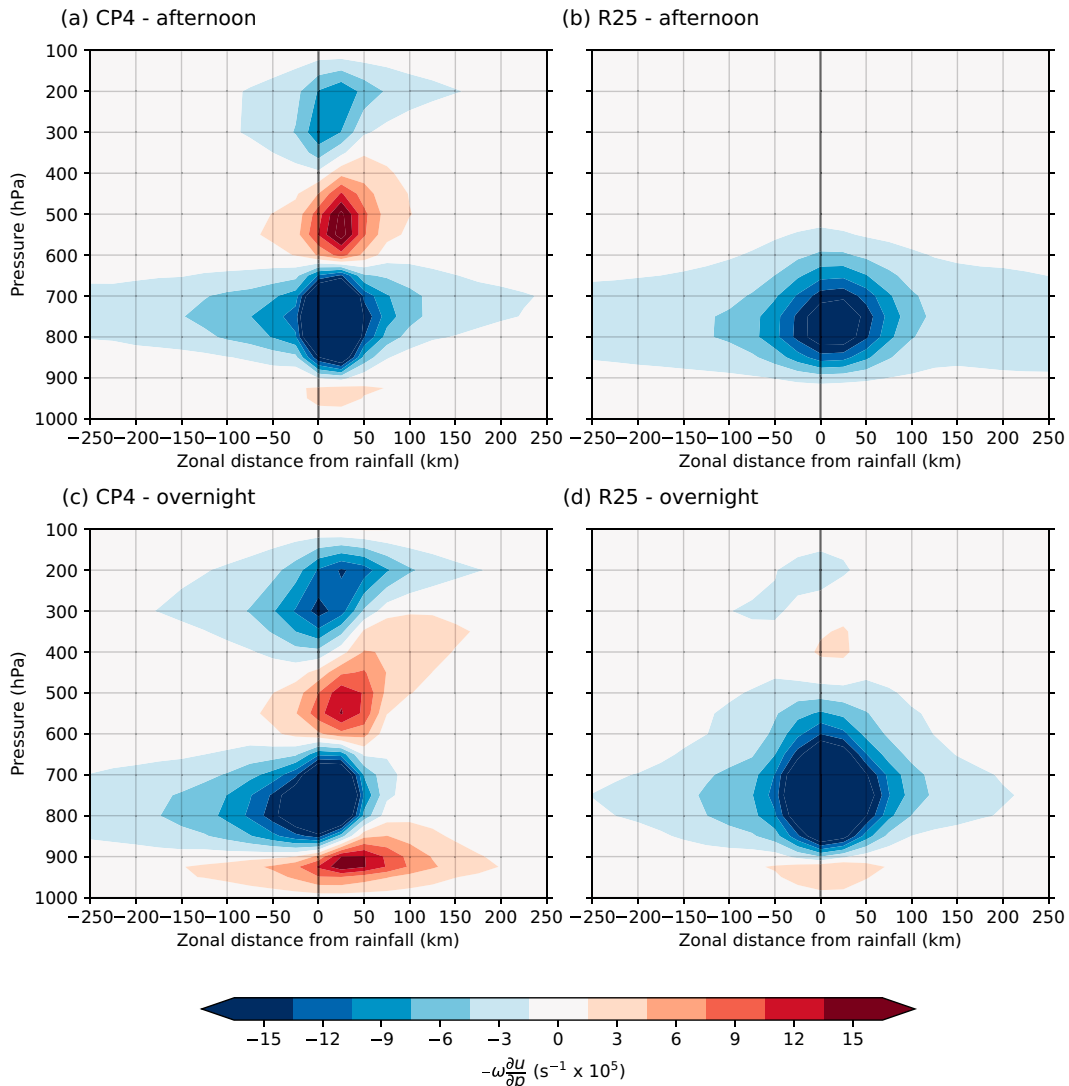 (a) CP4 - afternoon
(b) R25 - afternoon
100
200
300
400
500
600
700
800
900
1000
Pressure (hPa)
−250 −200 −150 −100 −50 0 50 100 150 200 250
−250 −200 −150 −100 −50 0 50 100 150 200 250
Zonal distance from rainfall (km)
Zonal distance from rainfall (km)
(c) CP4 - overnight
(d) R25 - overnight
100
200
300
400
500
600
700
800
900
1000
Pressure (hPa)
−250 −200 −150 −100 −50 0 50 100 150 200 250
−250 −200 −150 −100 −50 0 50 100 150 200 250
Zonal distance from rainfall (km)
Zonal distance from rainfall (km)
−15 −12 −9 −6 −3 0 3 6 9 12 15
−ω∂u/∂p (s⁻¹ x 10⁵)